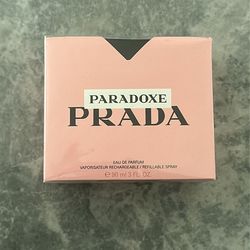 PARADOXE
PRADA
EAU DE PARFUM
VAPORISATEUR RECHARGEABLE / REFILLABLE SPRAY
℮ 90 ml 3 FL. OZ.